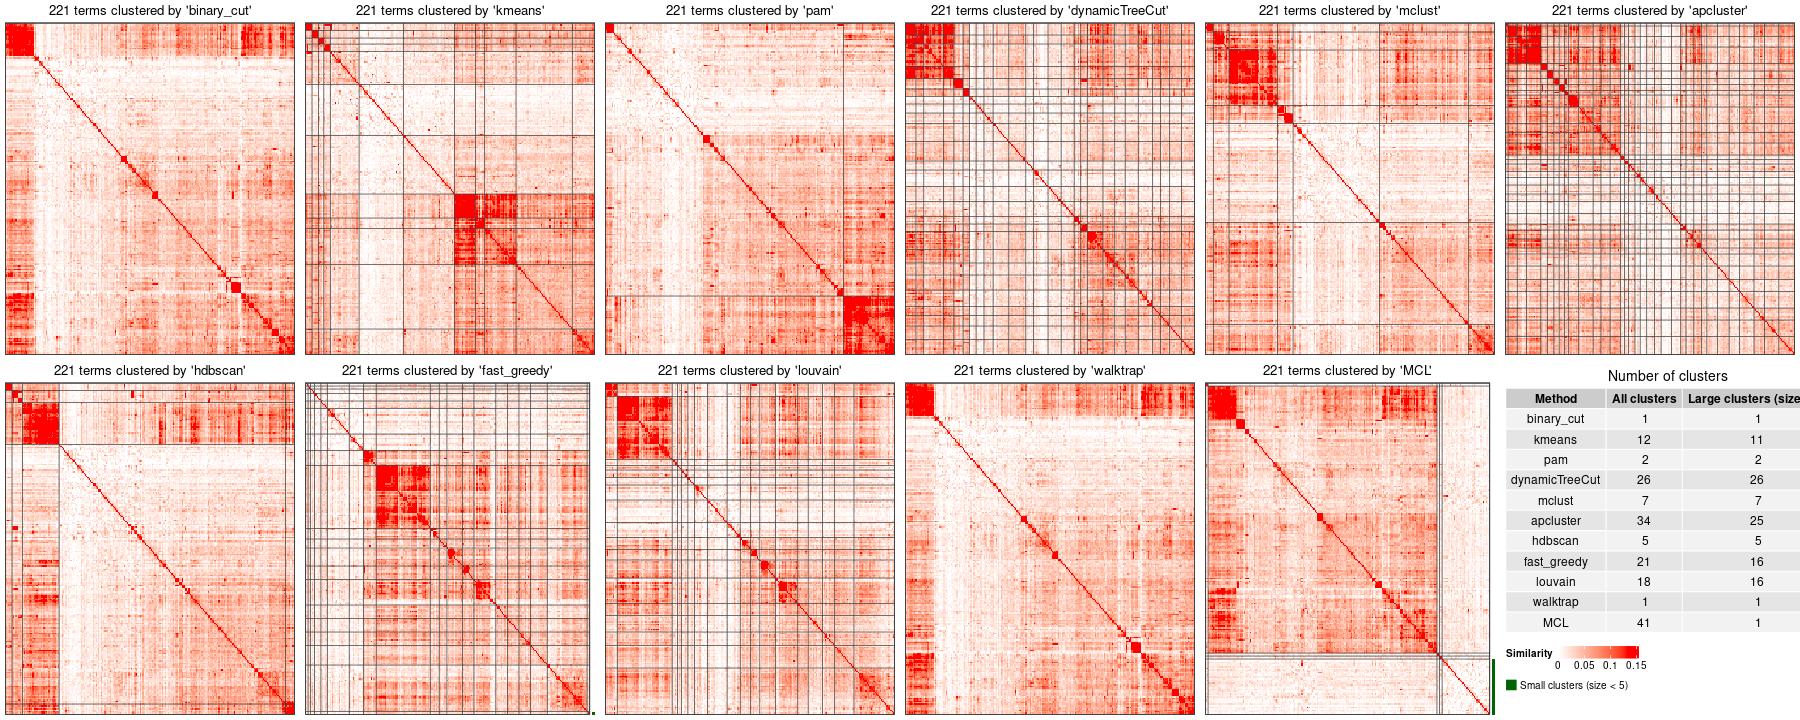 221 terms clustered by 'binary_cut'
221 terms clustered by 'kmeans'
221 terms clustered by 'pam'
221 terms clustered by 'dynamicTreeCut'
221 terms clustered by 'mclust'
221 terms clustered by 'apcluster'
221 terms clustered by 'hdbscan'
221 terms clustered by 'fast_greedy'
221 terms clustered by 'louvain'
221 terms clustered by 'walktrap'
221 terms clustered by 'MCL'
Number of clusters
Method All clusters Large clusters (size
binary_cut 1 1
kmeans 12 11
pam 2 2
dynamicTreeCut 26 26
mclust 7 7
apcluster 34 25
hdbscan 5 5
fast_greedy 21 16
louvain 18 16
walktrap 1 1
MCL 41 1
Similarity
0 0.05 0.1 0.15
Small clusters (size < 5)